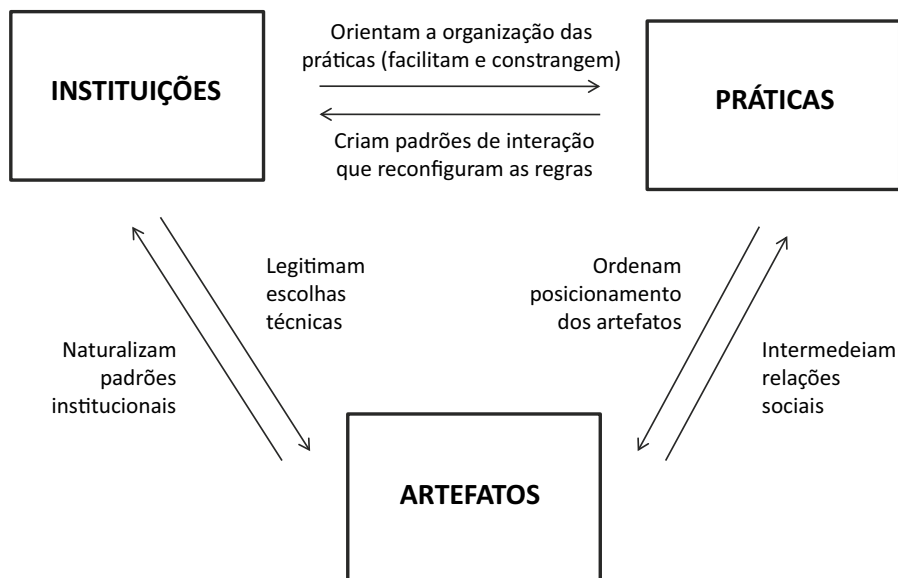 Orientam a organização das
práticas (facilitam e constrangem)
INSTITUIÇÕES
PRÁTICAS
Criam padrões de interação
que reconfiguram as regras
Legitimam
escolhas
técnicas
Ordenam
posicionamento
dos artefatos
Naturalizam
padrões
institucionais
Intermedeiam
relações
sociais
ARTEFATOS